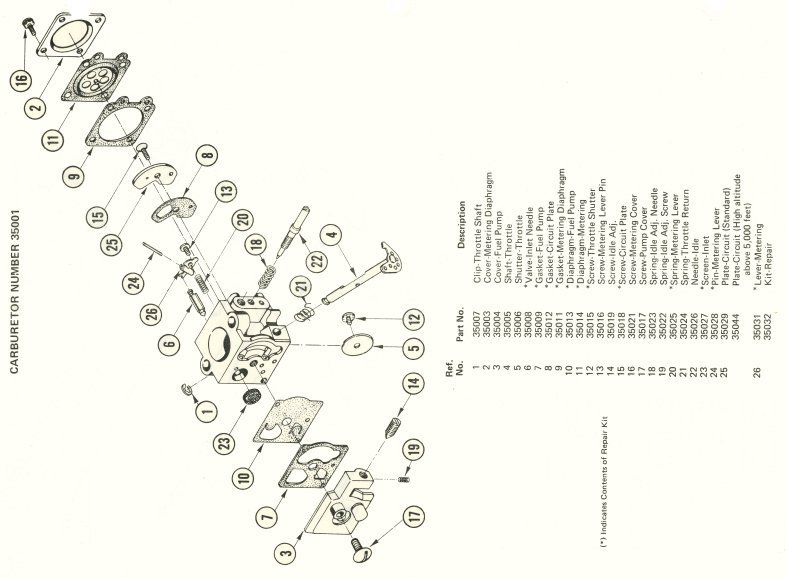 CARBURETOR NUMBER 35001
16
2
11
9
15
25
8
13
24
26
20
6
18
22
4
21
12
5
1
23
14
10
19
7
17
3
Ref. No. Part No. Description
1 35007 Clip-Throttle Shaft
2 35003 Cover-Metering Diaphragm
3 35004 Cover-Fuel Pump
4 35005 Shaft-Throttle
5 35006 Shutter-Throttle
6 35008 *Valve-Inlet Needle
7 35009 *Gasket-Fuel Pump
8 35012 *Gasket-Circuit Plate
9 35011 *Gasket-Metering Diaphragm
10 35013 *Diaphragm-Fuel Pump
11 35014 *Diaphragm-Metering
12 35015 Screw-Throttle Shutter
13 35016 Screw-Metering Lever Pin
14 35019 Screw-Idle Adj.
15 35018 *Screw-Circuit Plate
16 35021 Screw-Metering Cover
17 35017 Screw-Pump Cover
18 35023 Spring-Idle Adj. Needle
19 35022 Spring-Idle Adj. Screw
20 35025 *Spring-Metering Lever
21 35024 Spring-Throttle Return
22 35026 Needle-Idle
23 35027 *Screen-Inlet
24 35028 *Pin-Metering Lever
25 35029 Plate-Circuit (Standard)
35044 Plate-Circuit (High altitude
above 5,000 feet)
26 35031 *Lever-Metering
35032 Kit-Repair
(*) Indicates Contents of Repair Kit